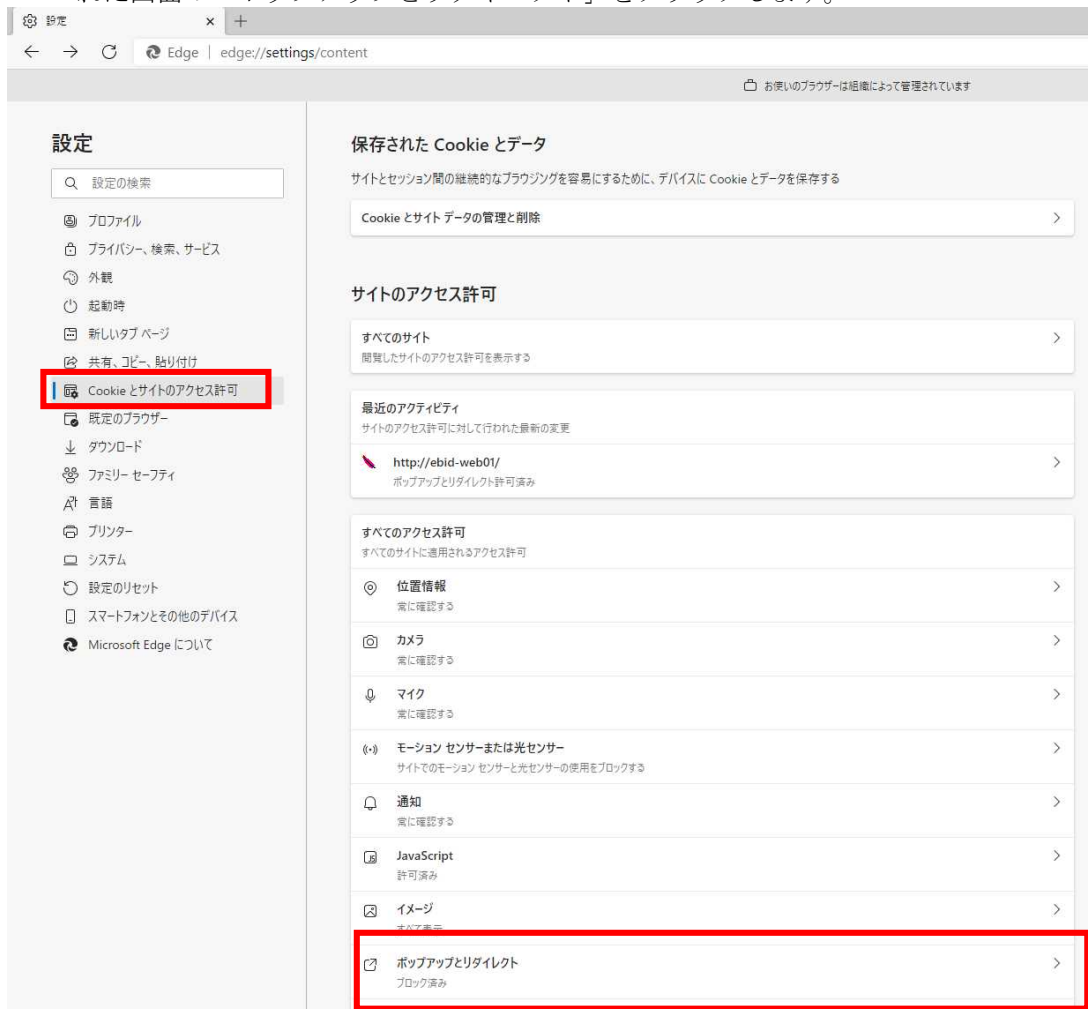 設定
Edge | edge://settings/content
お使いのブラウザーは組織によって管理されています
設定
設定の検索
プロファイル
プライバシー、検索、サービス
外観
起動時
新しいタブ ページ
共有、コピー、貼り付け
Cookie とサイトのアクセス許可
既定のブラウザー
ダウンロード
ファミリー セーフティ
言語
プリンター
システム
設定のリセット
スマートフォンとその他のデバイス
Microsoft Edge について
保存された Cookie とデータ
サイトとセッション間の継続的なブラウジングを容易にするために、デバイスに Cookie とデータを保存する
Cookie とサイト データの管理と削除
サイトのアクセス許可
すべてのサイト
閲覧したサイトのアクセス許可を表示する
最近のアクティビティ
サイトのアクセス許可に対して行われた最新の変更
http://ebid-web01/
ポップアップとリダイレクト許可済み
すべてのアクセス許可
すべてのサイトに適用されるアクセス許可
位置情報
常に確認する
カメラ
常に確認する
マイク
常に確認する
モーション センサーまたは光センサー
サイトでのモーション センサーと光センサーの使用をブロックする
通知
常に確認する
JavaScript
許可済み
イメージ
すべて表示
ポップアップとリダイレクト
ブロック済み